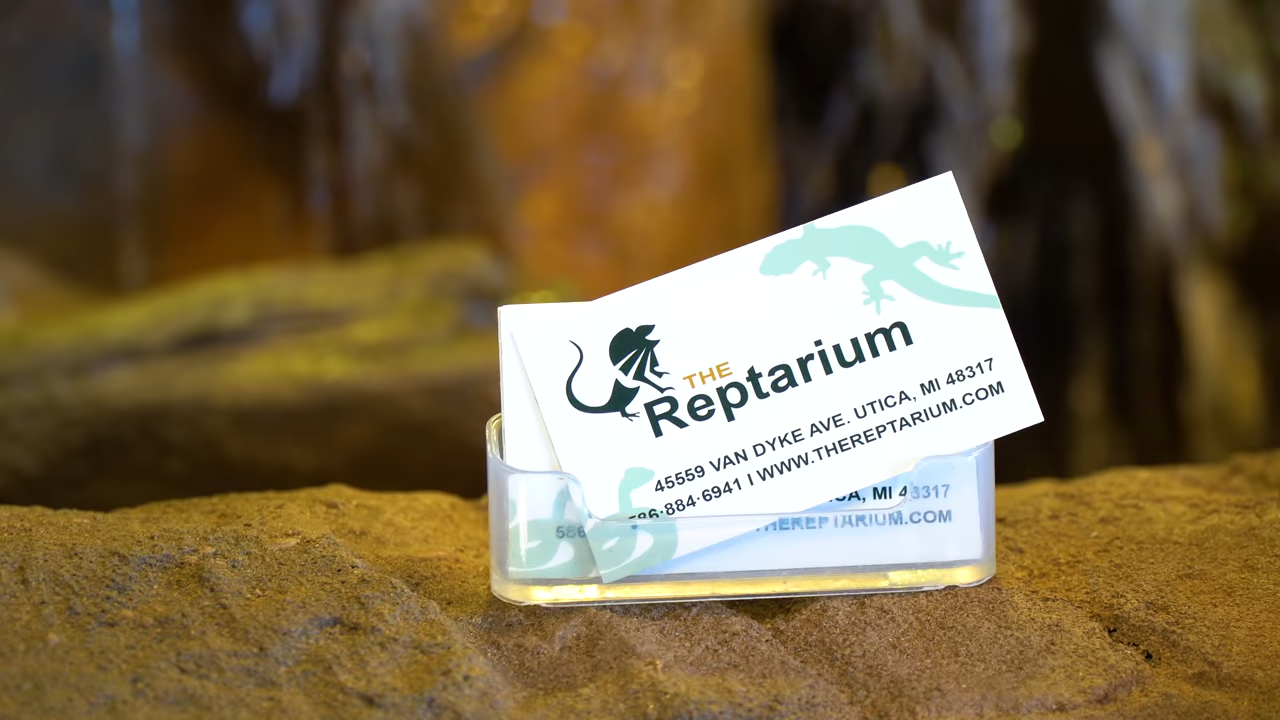 THE
Reptarium
45559 VAN DYKE AVE. UTICA, MI 48317
586·884·6941 I WWW.THEREPTARIUM.COM
MI 48317
586
THEREPTARIUM.COM